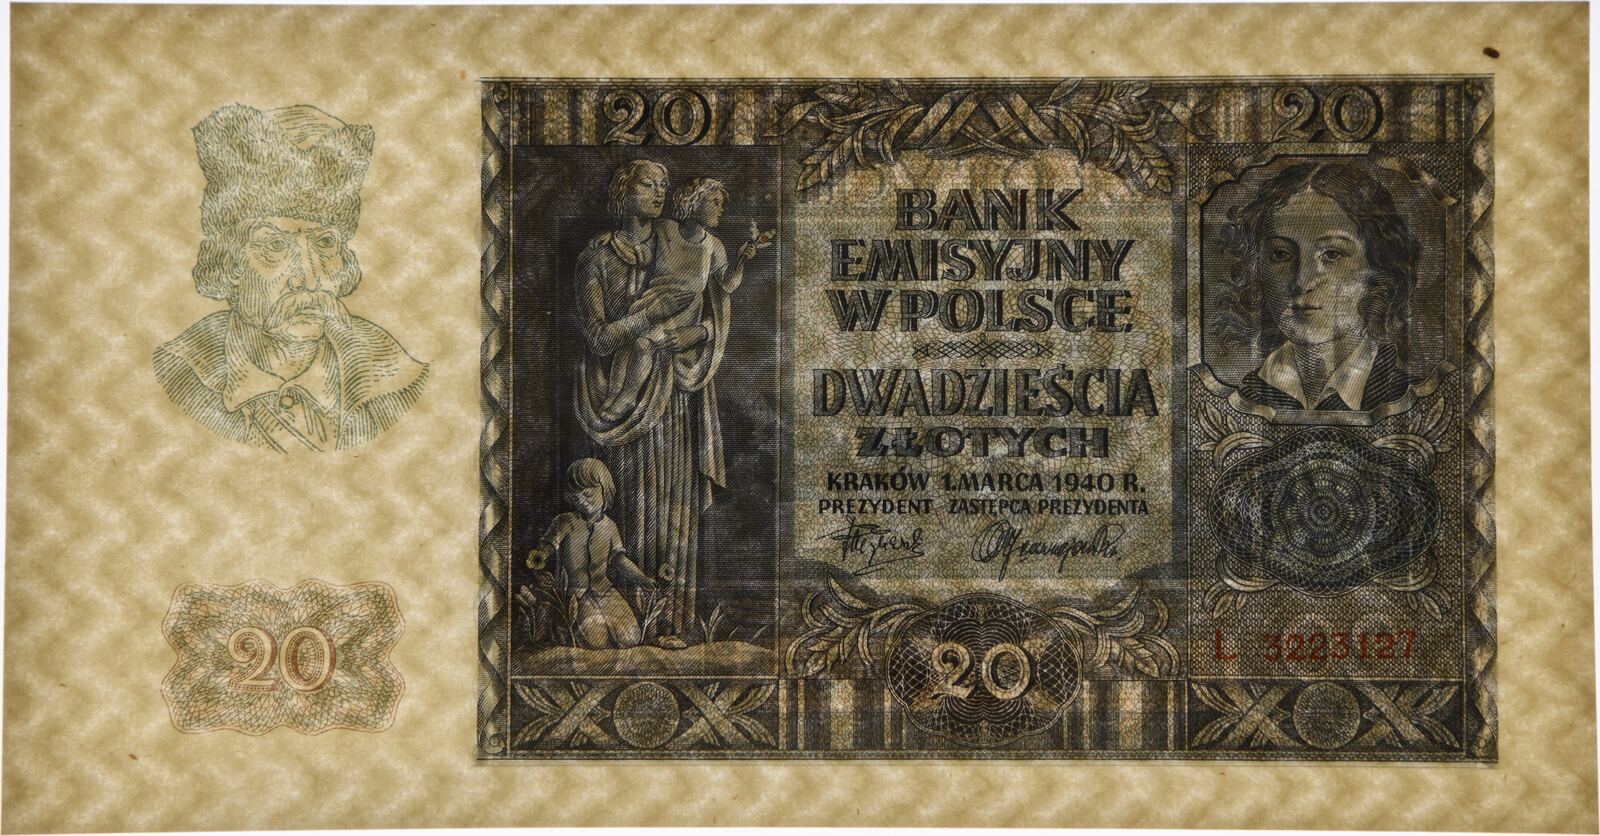 20 20
BANK
EMISYJNY
W POLSCE
DWADZIEŚCIA
ZŁOTYCH
KRAKÓW 1. MARCA 1940 R.
PREZYDENT ZASTĘPCA PREZYDENTA
L 3223127
20 20